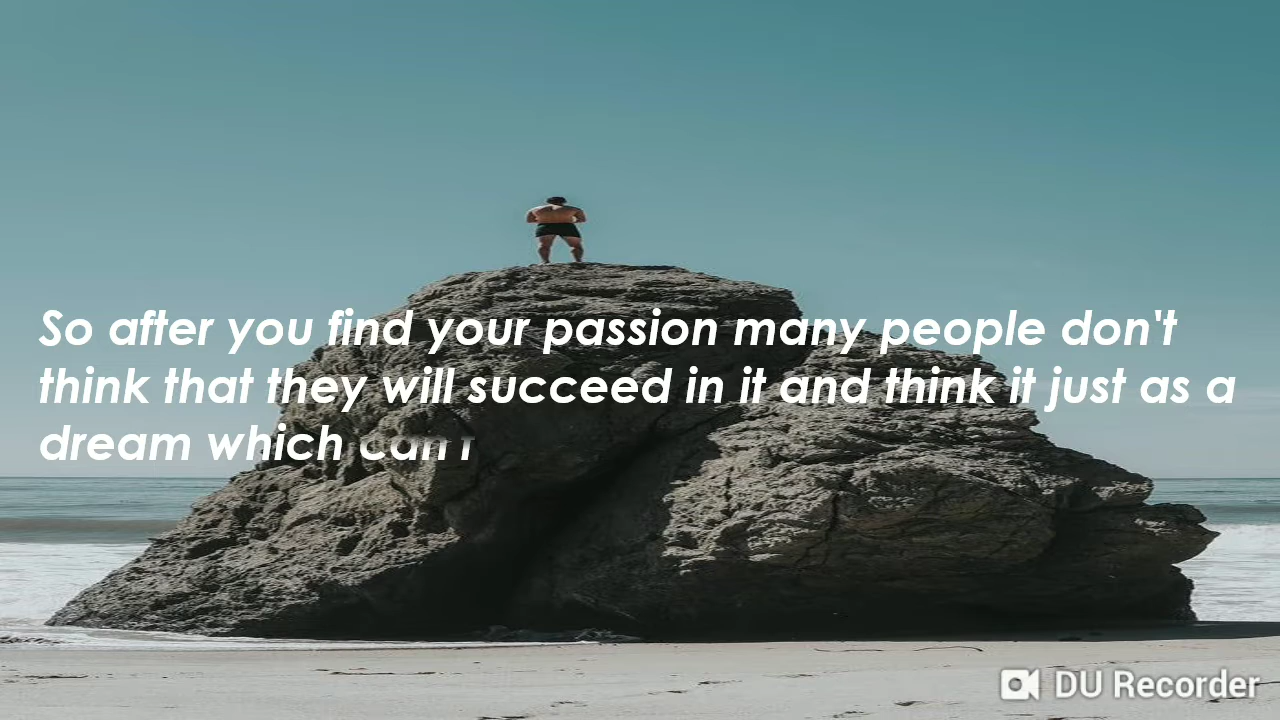 So after you find your passion many people don't
think that they will succeed in it and think it just as a
dream which can't
DU Recorder